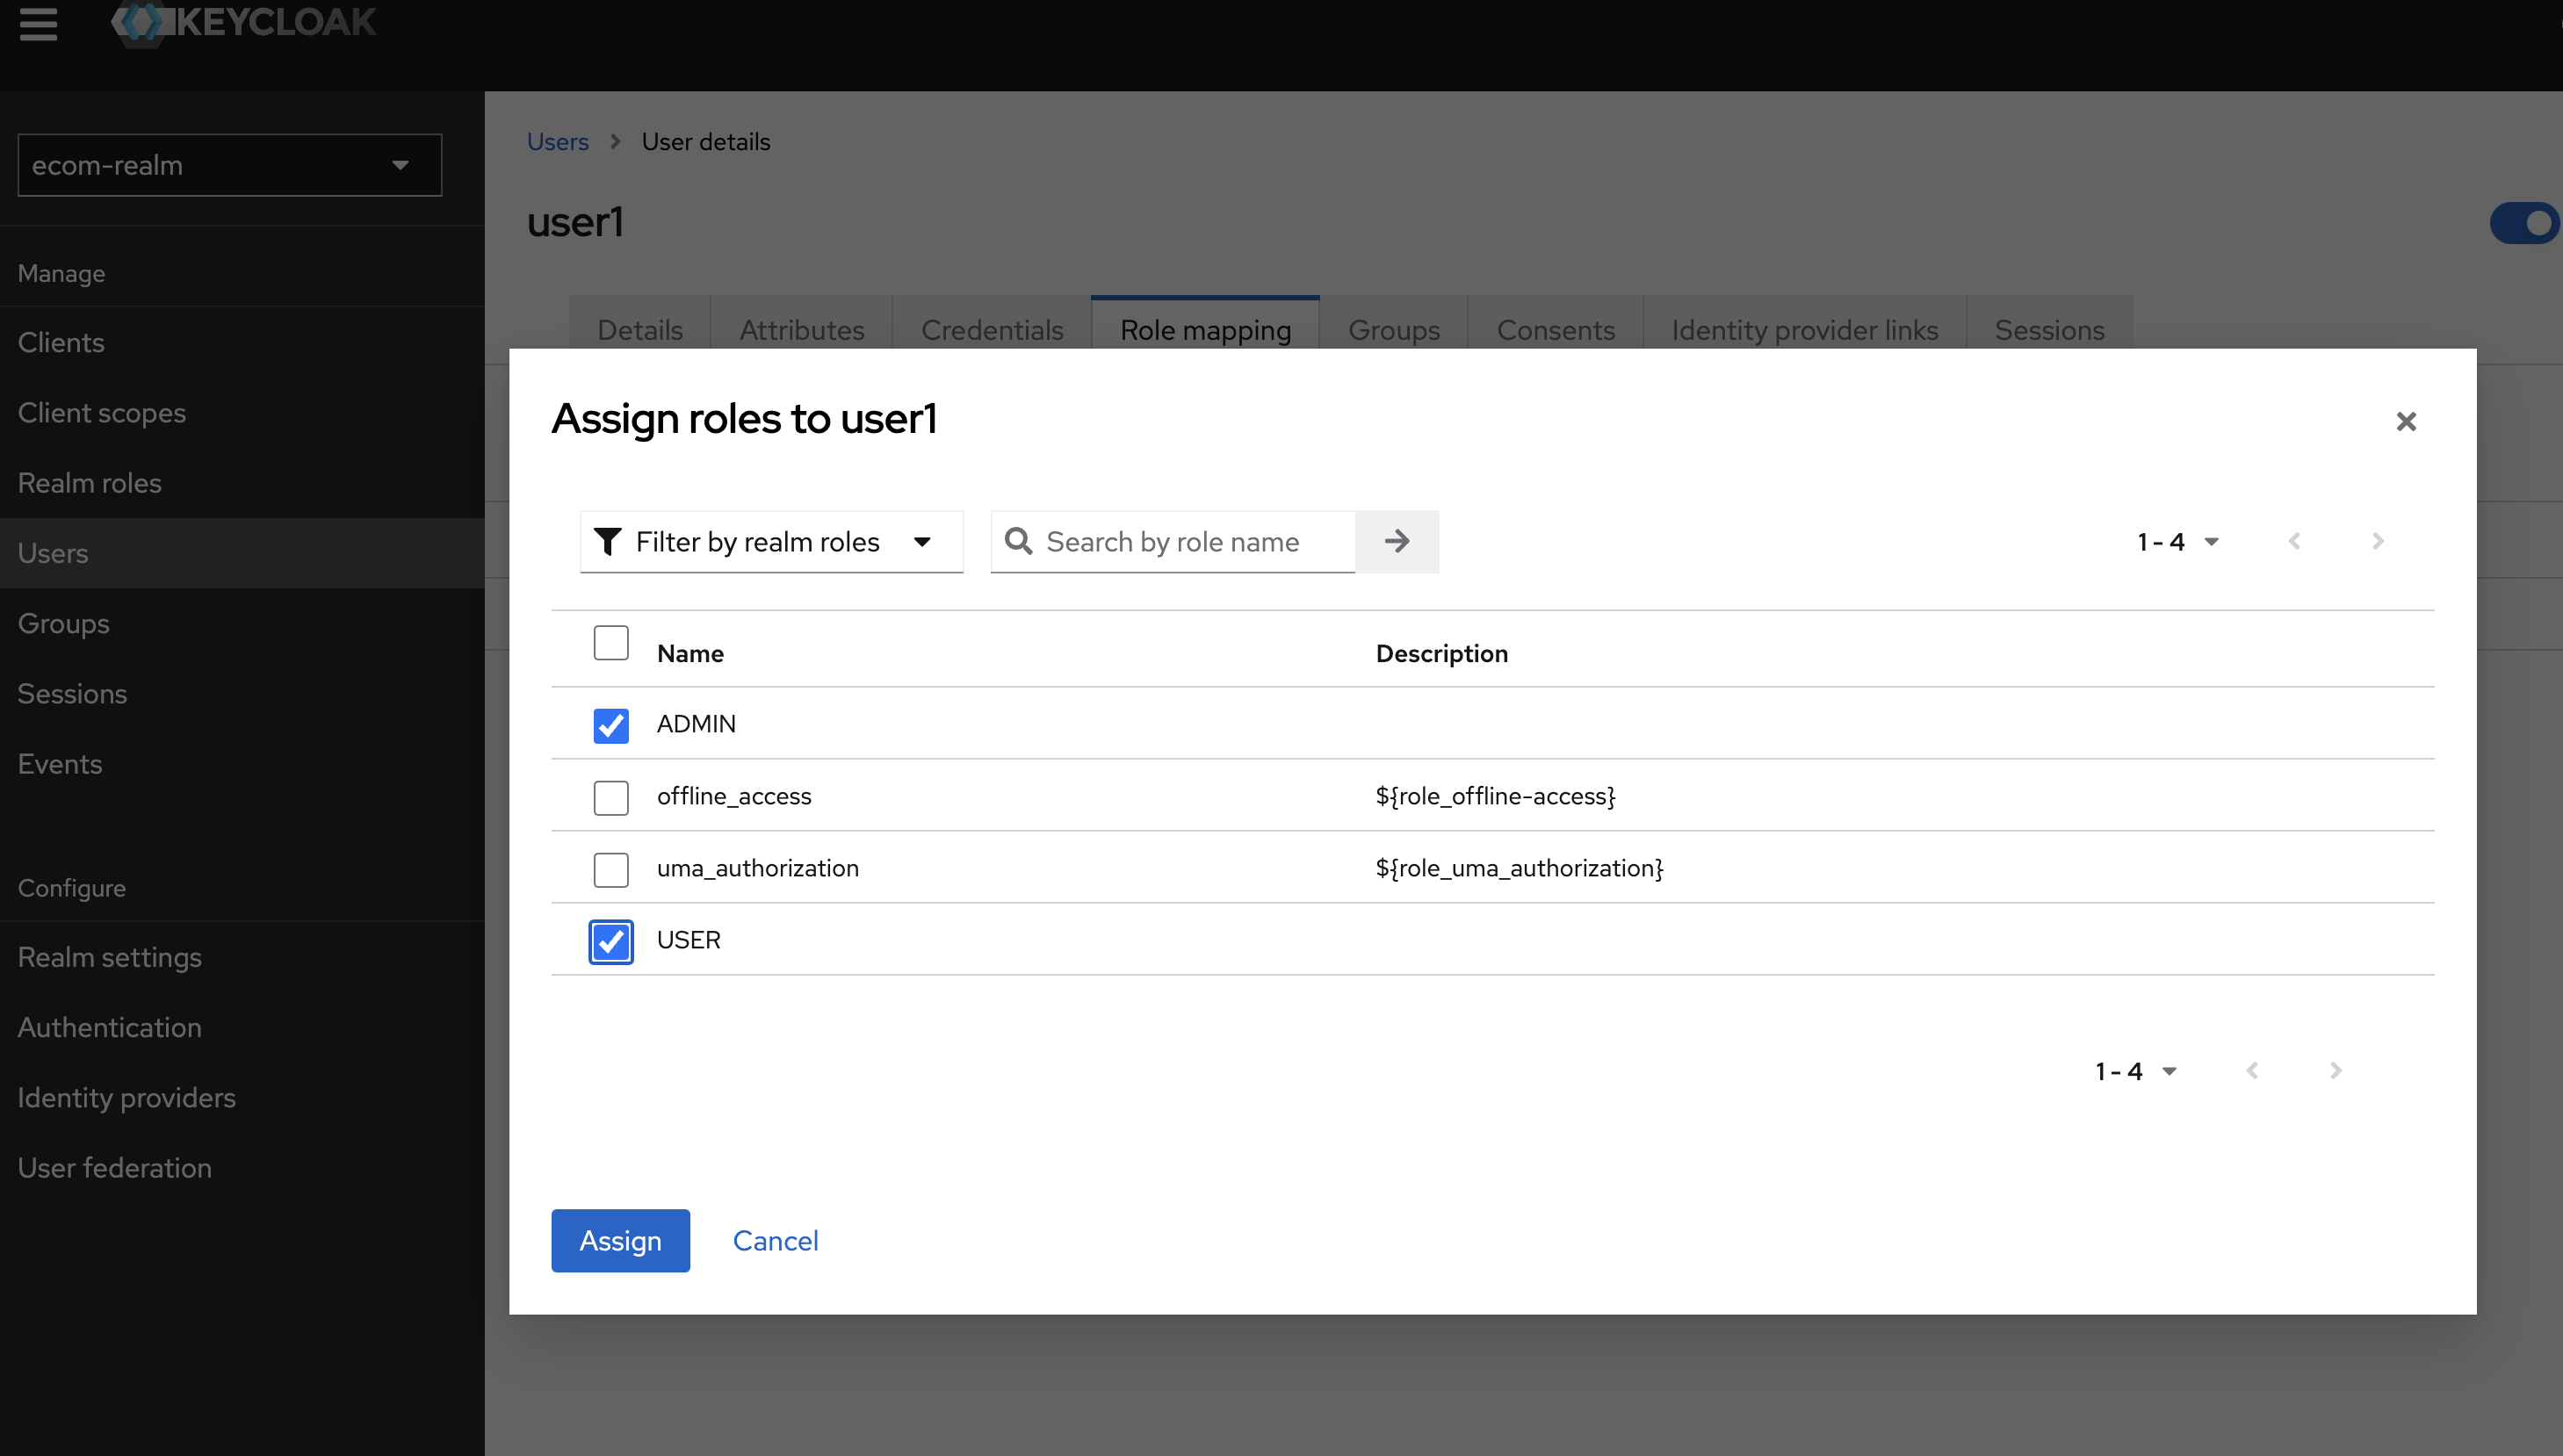 KEYCLOAK
ecom-realm
Manage
Clients
Client scopes
Realm roles
Users
Groups
Sessions
Events
Configure
Realm settings
Authentication
Identity providers
User federation
Users > User details
user1
Details Attributes Credentials Role mapping Groups Consents Identity provider links Sessions
Assign roles to user1
Filter by realm roles Search by role name 1 - 4
Name Description
ADMIN
offline_access ${role_offline-access}
uma_authorization ${role_uma_authorization}
USER
1 - 4
Assign Cancel